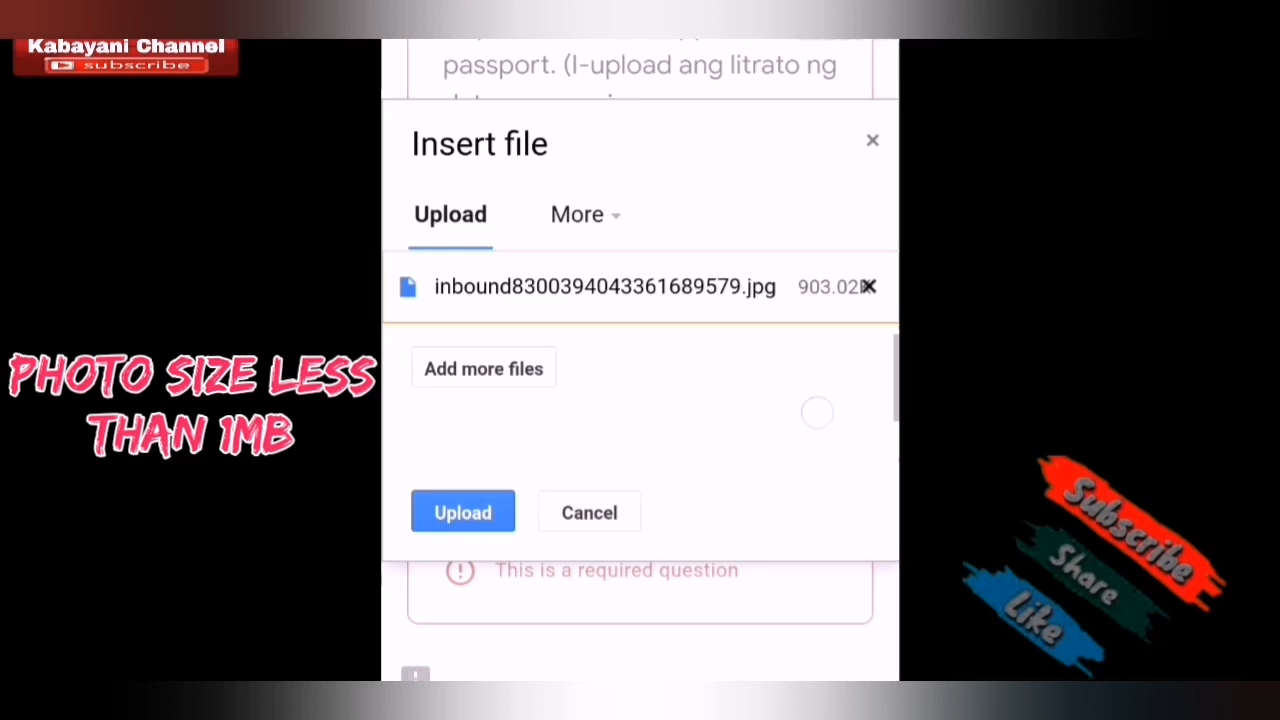 Kabayani Channel
subscribe
passport. (I-upload ang litrato ng
Insert file
Upload
More
inbound8300394043361689579.jpg
903.02
Add more files
PHOTO SIZE LESS
THAN 1MB
Upload
Cancel
This is a required question
Subscribe
Share
Like